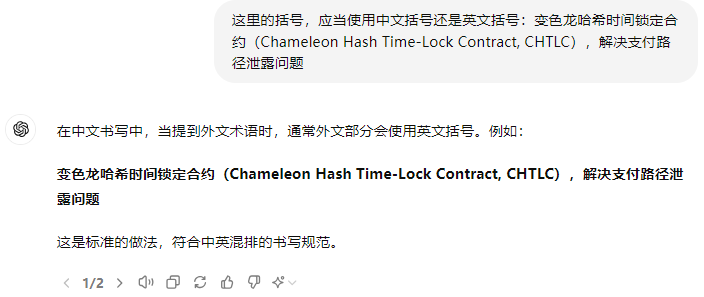 这里的括号，应当使用中文括号还是英文括号：变色龙哈希时间锁定合
约（Chameleon Hash Time-Lock Contract, CHTLC），解决支付路
径泄露问题
在中文书写中，当提到外文术语时，通常外文部分会使用英文括号。例如：
变色龙哈希时间锁定合约（Chameleon Hash Time-Lock Contract, CHTLC），解决支付路径泄
露问题
这是标准的做法，符合中英混排的书写规范。
1/2